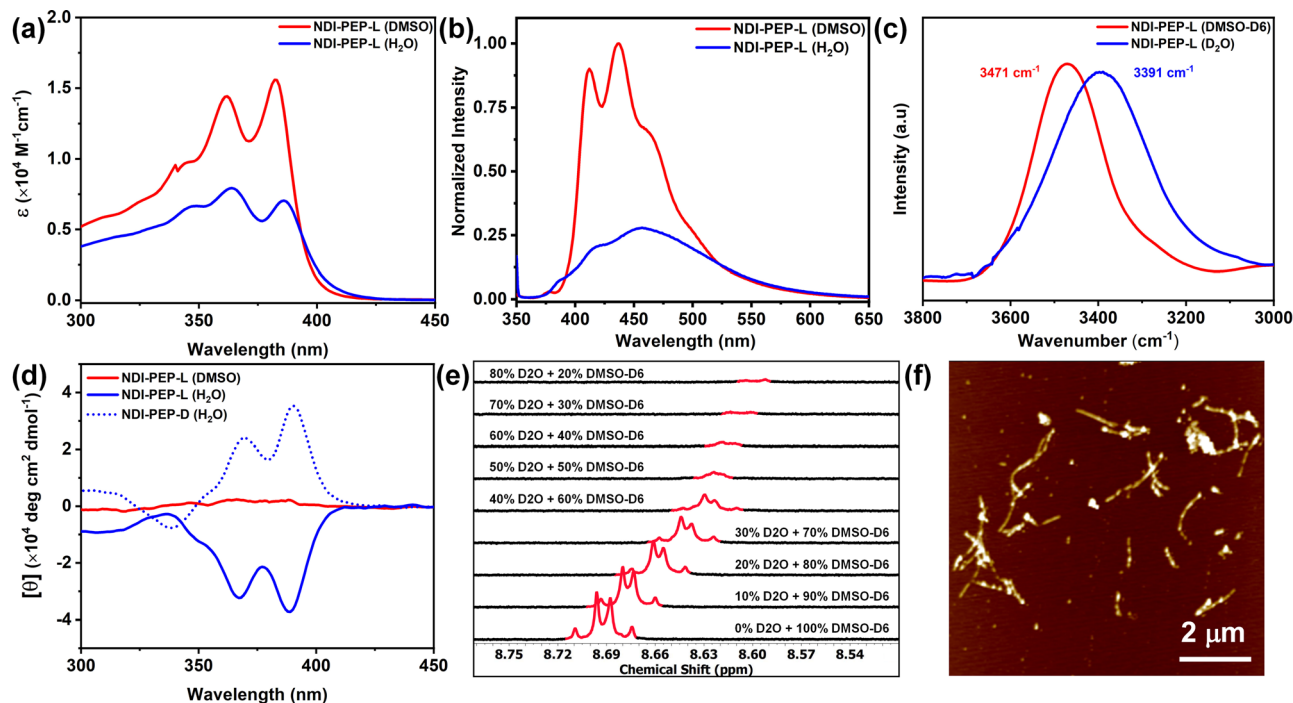 (a)
NDI-PEP-L (DMSO)
NDI-PEP-L (H₂O)
ε (×10⁴ M⁻¹cm⁻¹)
2.0
1.5
1.0
0.5
0.0
300
350
400
450
Wavelength (nm)
(b)
NDI-PEP-L (DMSO)
NDI-PEP-L (H₂O)
Normalized Intensity
1.00
0.75
0.50
0.25
0.00
350
400
450
500
550
600
650
Wavelength (nm)
(c)
NDI-PEP-L (DMSO-D6)
NDI-PEP-L (D₂O)
3471 cm⁻¹
3391 cm⁻¹
Intensity (a.u)
3800
3600
3400
3200
3000
Wavenumber (cm⁻¹)
(d)
NDI-PEP-L (DMSO)
NDI-PEP-L (H₂O)
NDI-PEP-D (H₂O)
[θ] (×10⁴ deg cm² dmol⁻¹)
4
2
0
-2
-4
-6
300
350
400
450
Wavelength (nm)
(e)
80% D2O + 20% DMSO-D6
70% D2O + 30% DMSO-D6
60% D2O + 40% DMSO-D6
50% D2O + 50% DMSO-D6
40% D2O + 60% DMSO-D6
30% D2O + 70% DMSO-D6
20% D2O + 80% DMSO-D6
10% D2O + 90% DMSO-D6
0% D2O + 100% DMSO-D6
8.75
8.72
8.69
8.66
8.63
8.60
8.57
8.54
Chemical Shift (ppm)
(f)
2 μm